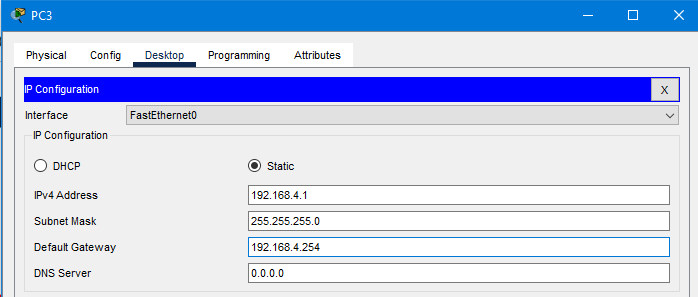 PC3
Physical Config Desktop Programming Attributes
IP Configuration X
Interface FastEthernet0
IP Configuration
DHCP Static
IPv4 Address 192.168.4.1
Subnet Mask 255.255.255.0
Default Gateway 192.168.4.254
DNS Server 0.0.0.0